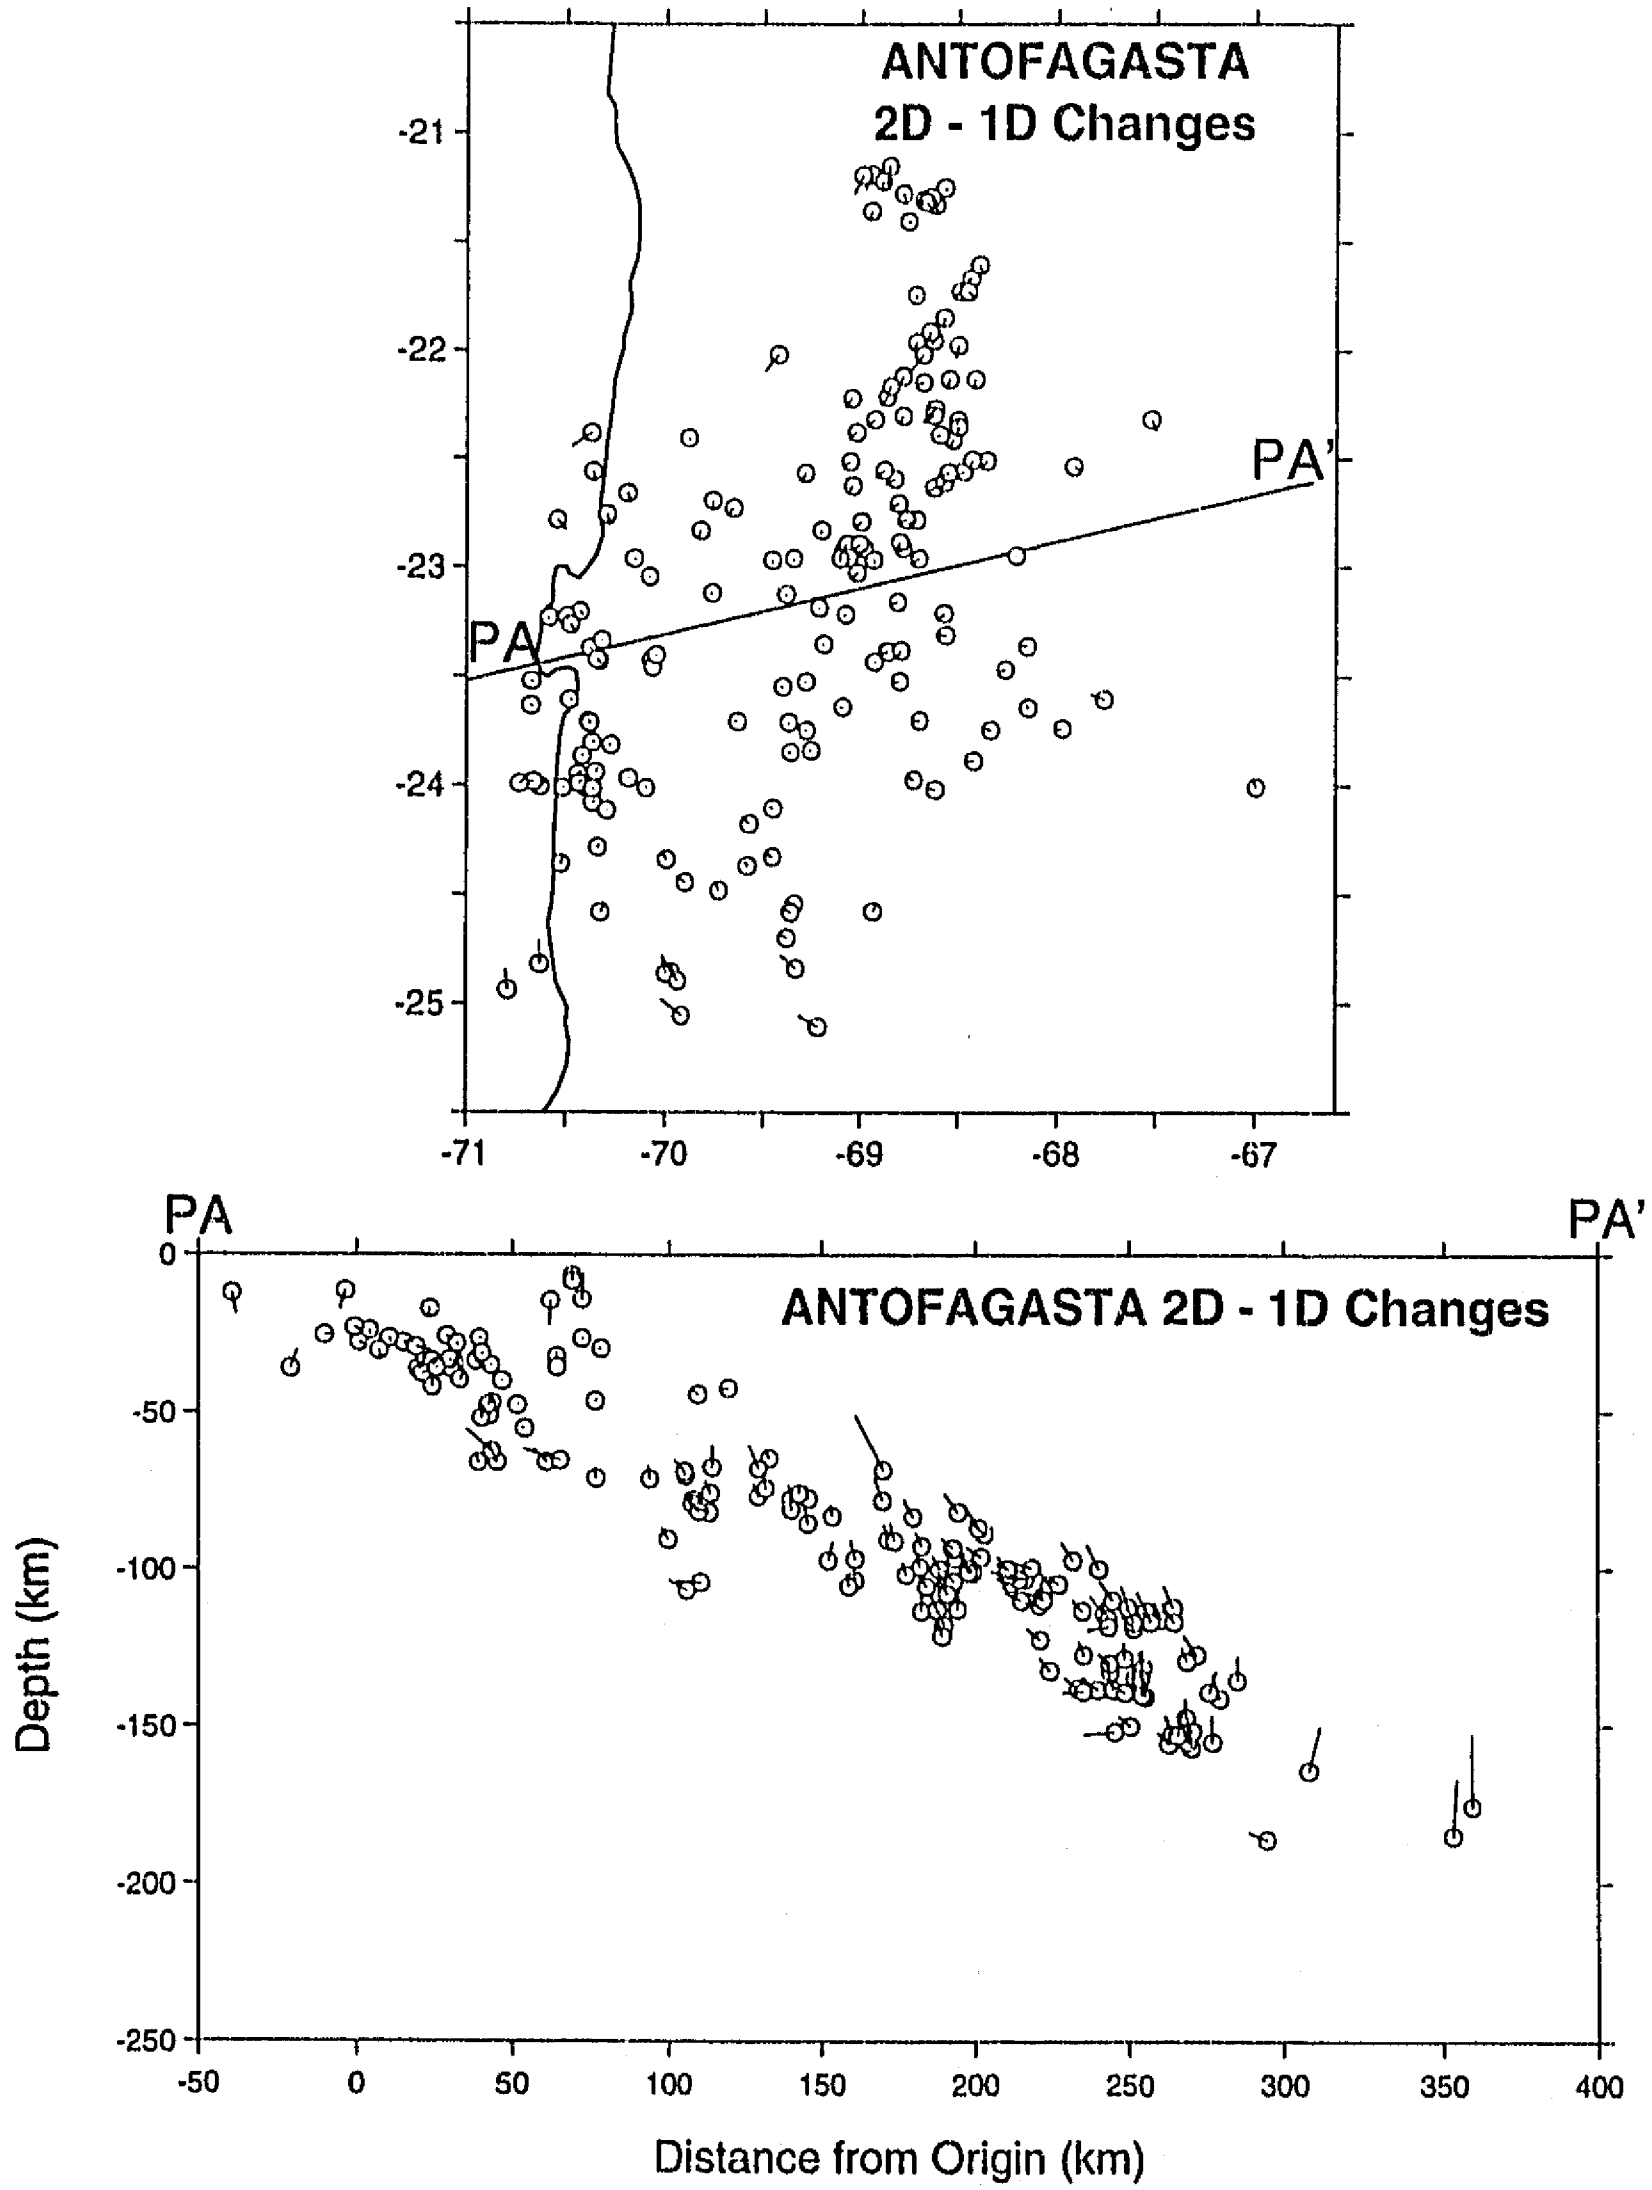 ANTOFAGASTA
2D - 1D Changes
-21
-22
-23
-24
-25
PA
PA'
-71 -70 -69 -68 -67
PA PA'
ANTOFAGASTA 2D - 1D Changes
0
-50
-100
-150
-200
-250
Depth (km)
-50 0 50 100 150 200 250 300 350 400
Distance from Origin (km)